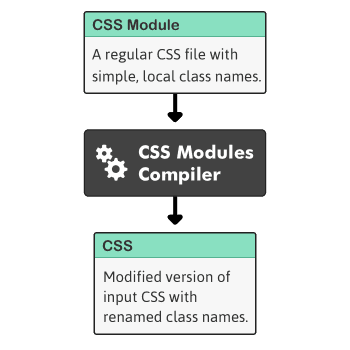 CSS Module
A regular CSS file with
simple, local class names.
CSS Modules
Compiler
CSS
Modified version of
input CSS with
renamed class names.